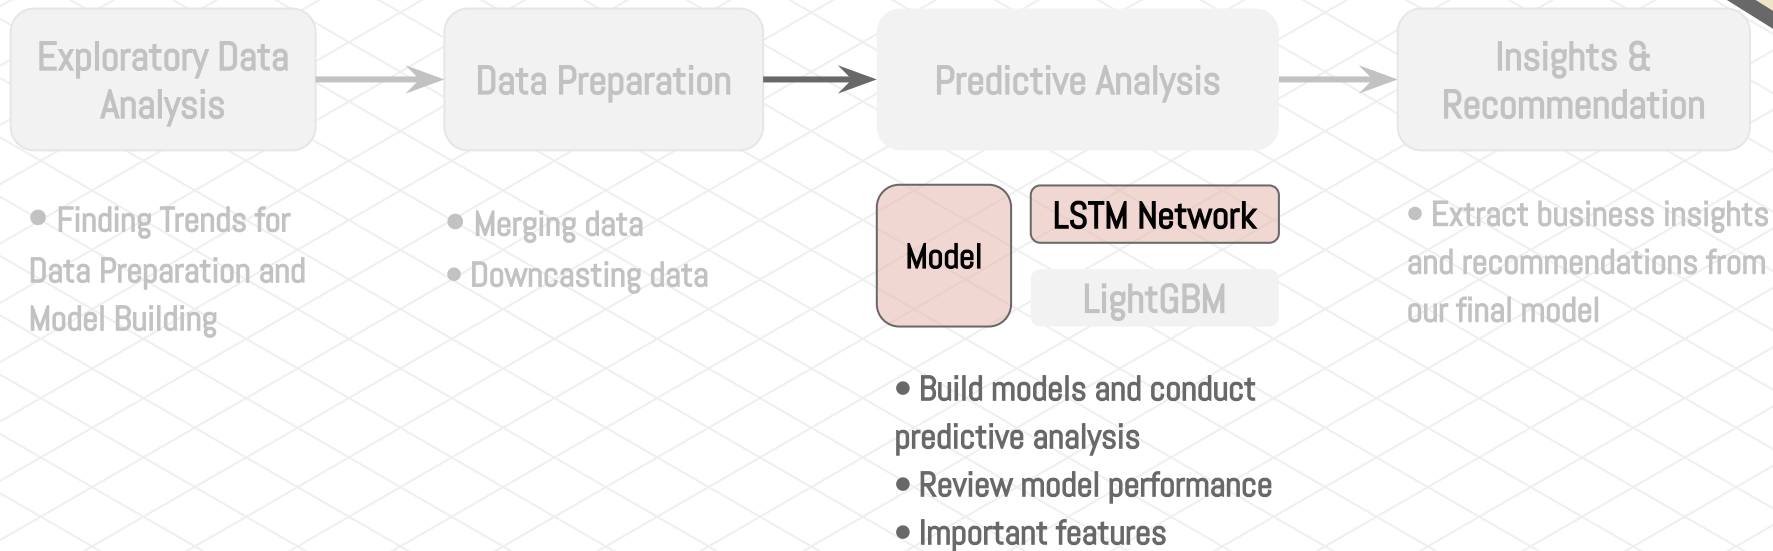 Exploratory Data
Analysis
Data Preparation
Predictive Analysis
Insights &
Recommendation
• Finding Trends for
Data Preparation and
Model Building
• Merging data
• Downcasting data
Model
LSTM Network
LightGBM
• Build models and conduct
predictive analysis
• Review model performance
• Important features
• Extract business insights
and recommendations from
our final model